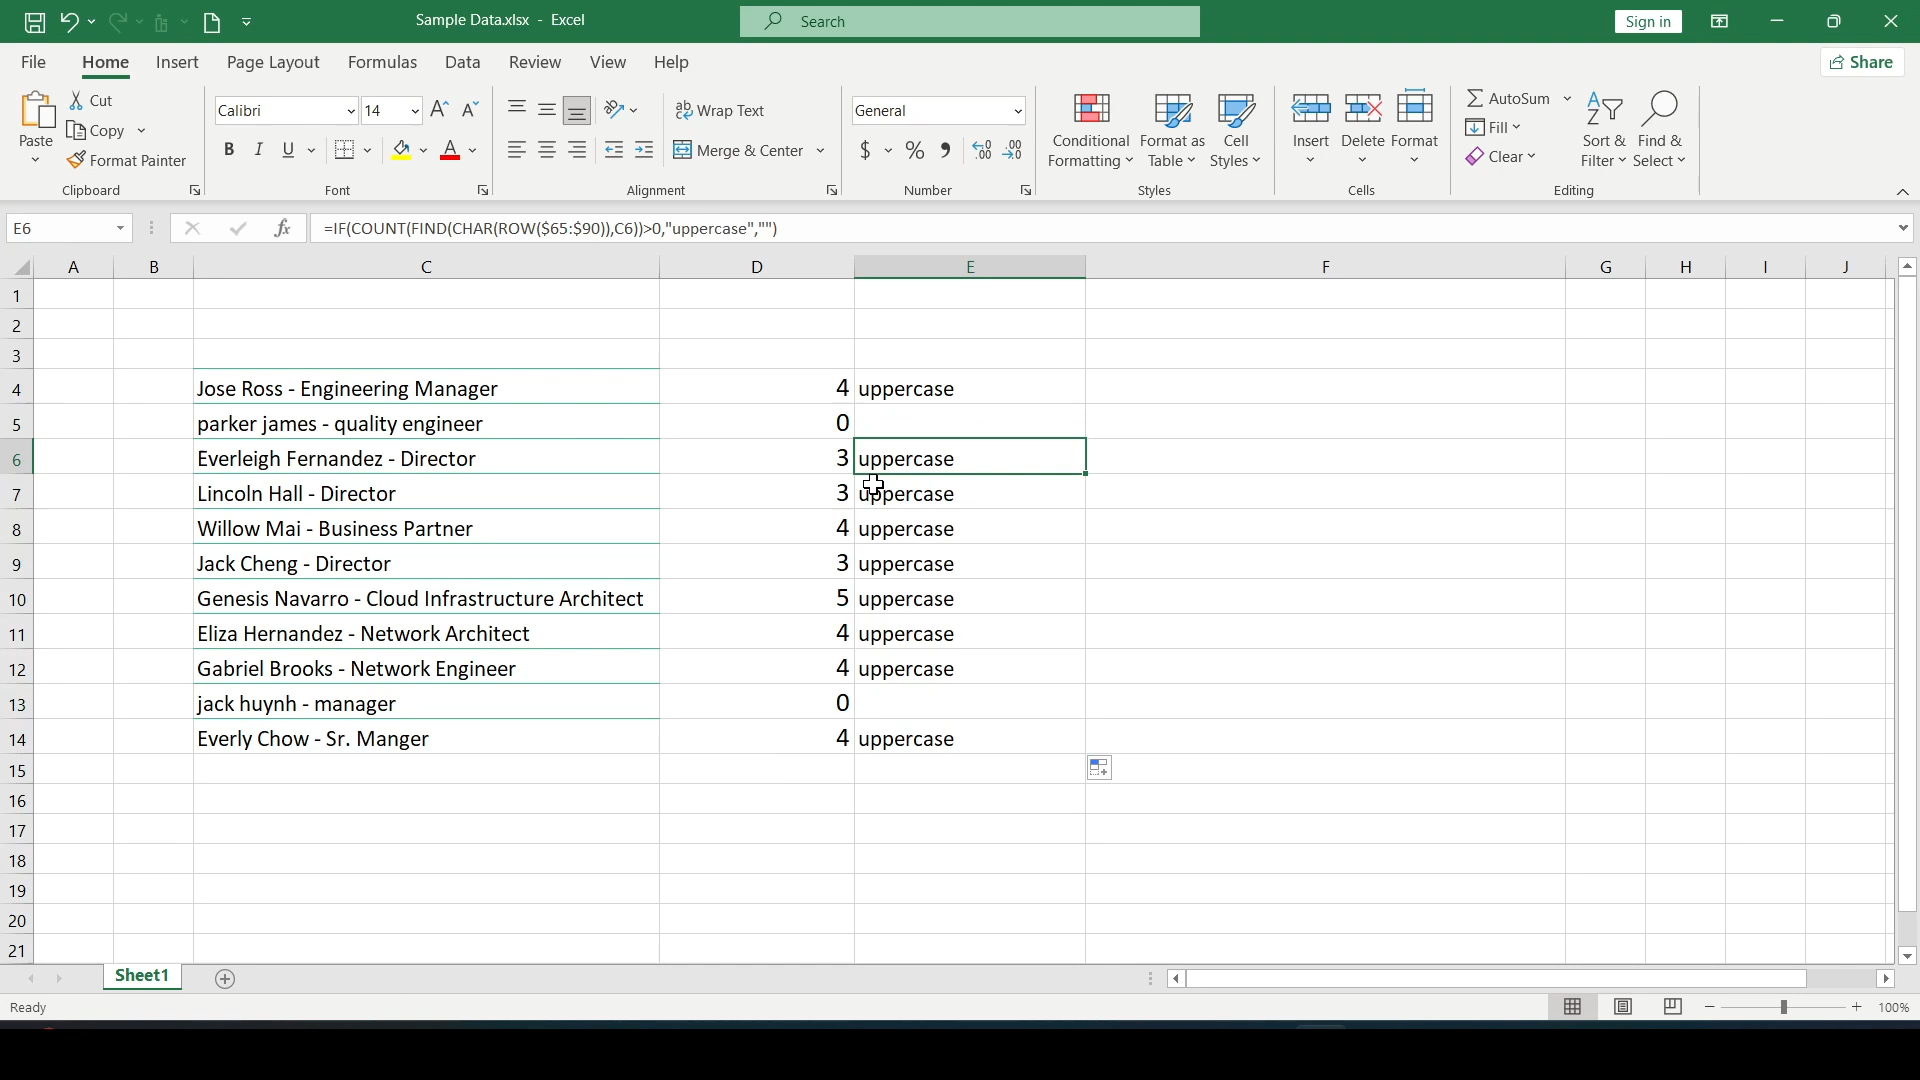 Sample Data.xlsx - Excel
Search
Sign in
File Home Insert Page Layout Formulas Data Review View Help
Share
Paste
Cut
Copy
Format Painter
Clipboard
Calibri 14
B I U
Font
Wrap Text
Merge & Center
Alignment
General
$ % ,
Number
Conditional Formatting
Format as Table
Cell Styles
Styles
Insert Delete Format
Cells
AutoSum
Fill
Clear
Sort & Filter
Find & Select
Editing
E6 fx =IF(COUNT(FIND(CHAR(ROW($65:$90)),C6))>0,"uppercase","")
A B C D E F G H I J
1
2
3
4 Jose Ross - Engineering Manager 4 uppercase
5 parker james - quality engineer 0
6 Everleigh Fernandez - Director 3 uppercase
7 Lincoln Hall - Director 3 uppercase
8 Willow Mai - Business Partner 4 uppercase
9 Jack Cheng - Director 3 uppercase
10 Genesis Navarro - Cloud Infrastructure Architect 5 uppercase
11 Eliza Hernandez - Network Architect 4 uppercase
12 Gabriel Brooks - Network Engineer 4 uppercase
13 jack huynh - manager 0
14 Everly Chow - Sr. Manger 4 uppercase
15
16
17
18
19
20
21
Sheet1
Ready
100%